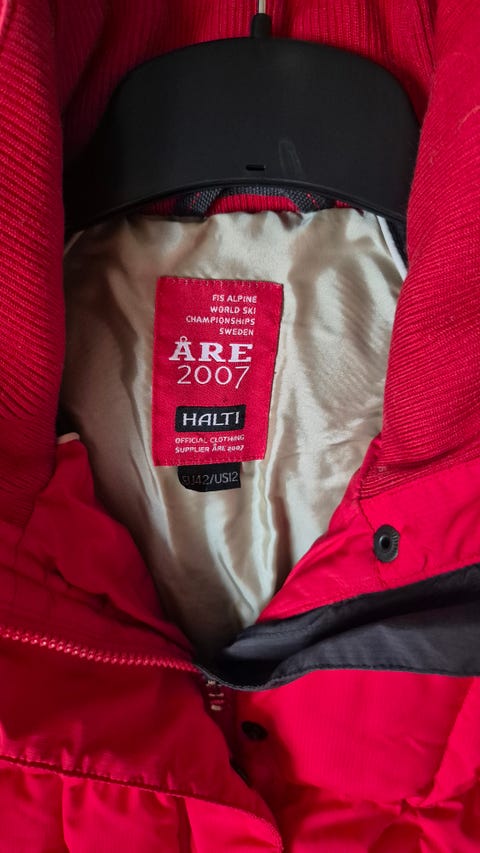 FIS ALPINE
WORLD SKI
CHAMPIONSHIPS
SWEDEN
ÅRE
2007
HALTI
OFFICIAL CLOTHING
SUPPLIER ÅRE 2007
EU42/US12